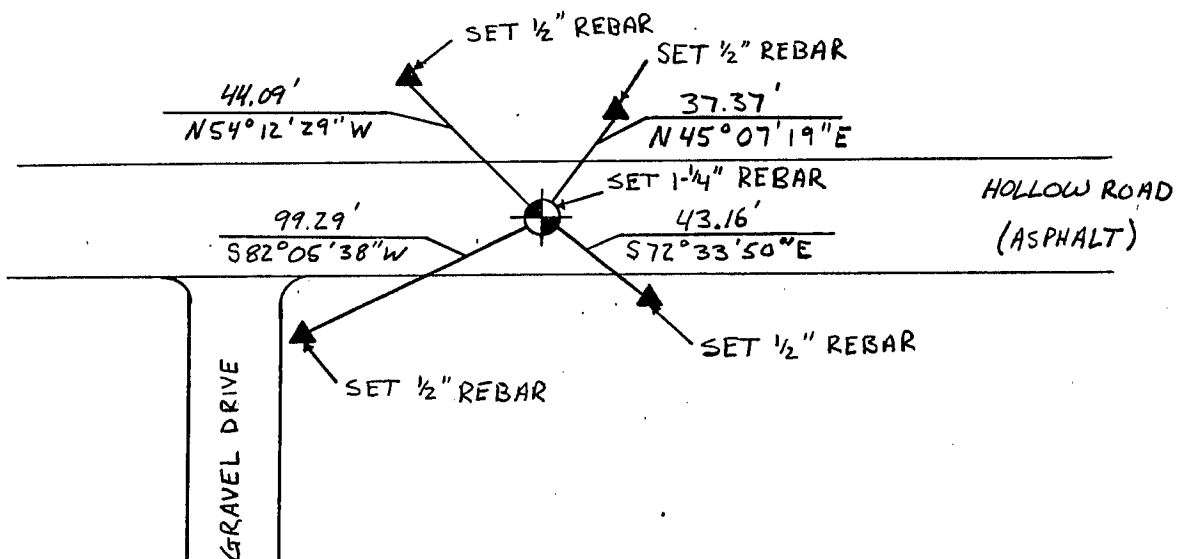 SET 1/2" REBAR
SET 1/2" REBAR
44.09'
N54°12'29"W
37.37'
N45°07'19"E
SET 1-1/4" REBAR
HOLLOW ROAD
(ASPHALT)
99.29'
S82°05'38"W
43.16'
S72°33'50"E
SET 1/2" REBAR
SET 1/2" REBAR
GRAVEL DRIVE